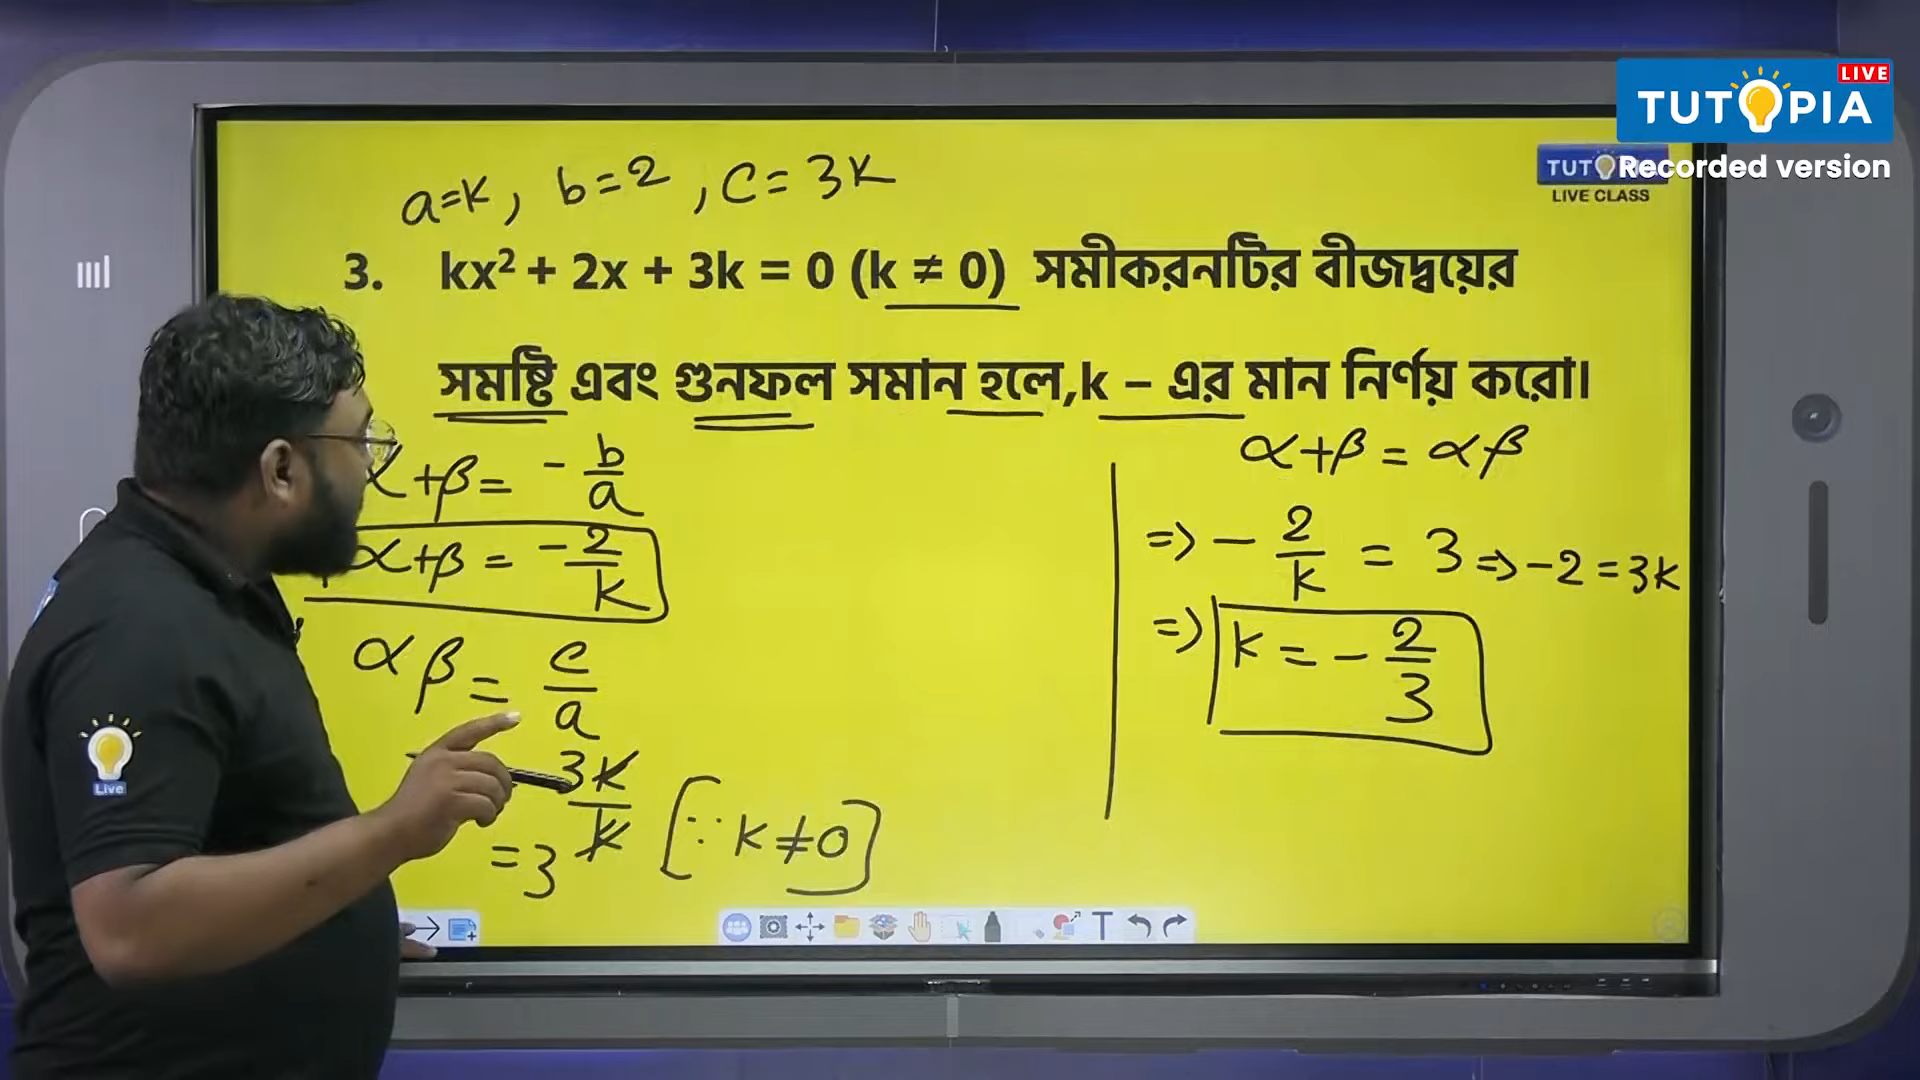 LIVE
TUTOPIA
Recorded version
TUT
LIVE CLASS
a=k, b=2, c=3k
3. kx² + 2x + 3k = 0 (k ≠ 0) সমীকরনটির বীজদ্বয়ের
সমষ্টি এবং গুনফল সমান হলে,k – এর মান নির্ণয় করো।
α+β = - b/a
α+β = - 2/k
αβ = c/a
3k/k
=3 [∵ k≠0]
α+β = αβ
=> - 2/k = 3 => -2 = 3k
=> k = - 2/3
Live
T